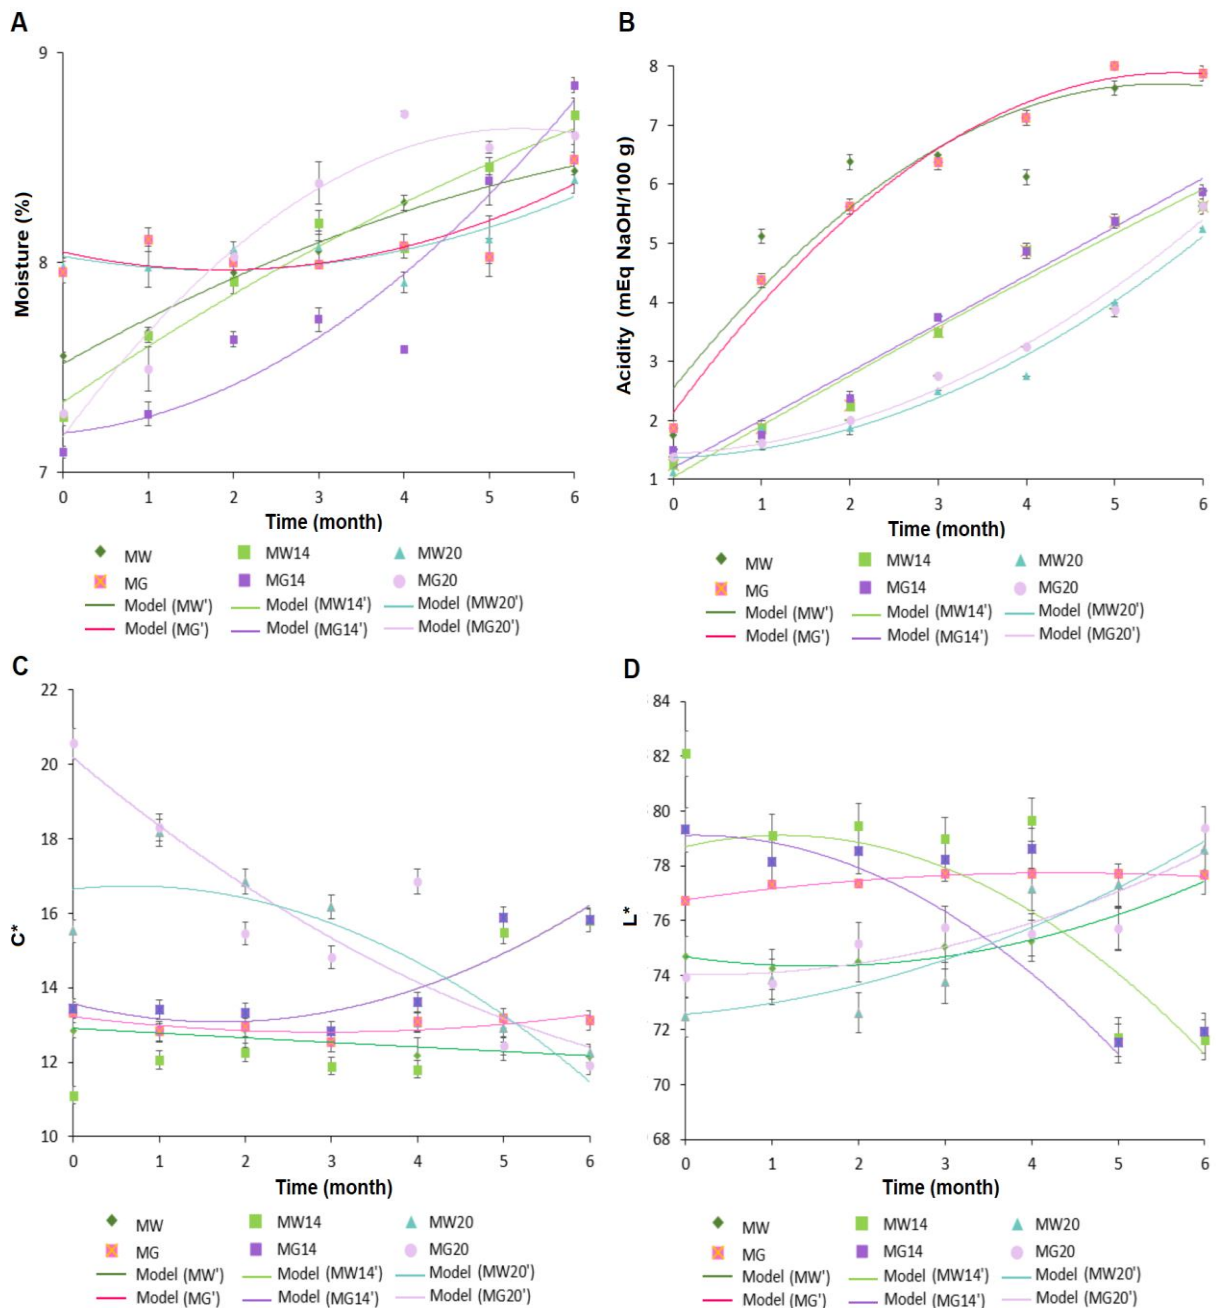 A
9
8
7
Moisture (%)
0 1 2 3 4 5 6
Time (month)
MW MW14 MW20
MG MG14 MG20
Model (MW') Model (MW14') Model (MW20')
Model (MG') Model (MG14') Model (MG20')
B
8
7
6
5
4
3
2
1
Acidity (mEq NaOH/100 g)
0 1 2 3 4 5 6
Time (month)
MW MW14 MW20
MG MG14 MG20
Model (MW') Model (MW14') Model (MW20')
Model (MG') Model (MG14') Model (MG20')
C
22
20
18
16
14
12
10
C*
0 1 2 3 4 5 6
Time (month)
MW MW14 MW20
MG MG14 MG20
Model (MW') Model (MW14') Model (MW20')
Model (MG') Model (MG14') Model (MG20')
D
84
82
80
78
76
74
72
70
68
L*
0 1 2 3 4 5 6
Time (month)
MW MW14 MW20
MG MG14 MG20
Model (MW') Model (MW14') Model (MW20')
Model (MG') Model (MG14') Model (MG20')